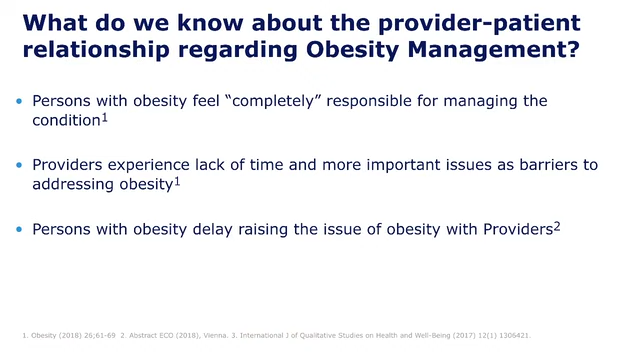 What do we know about the provider-patient
relationship regarding Obesity Management?
• Persons with obesity feel “completely” responsible for managing the
condition1
• Providers experience lack of time and more important issues as barriers to
addressing obesity1
• Persons with obesity delay raising the issue of obesity with Providers2
1. Obesity (2018) 26;61-69 2. Abstract ECO (2018), Vienna. 3. International J of Qualitative Studies on Health and Well-Being (2017) 12(1) 1306421.